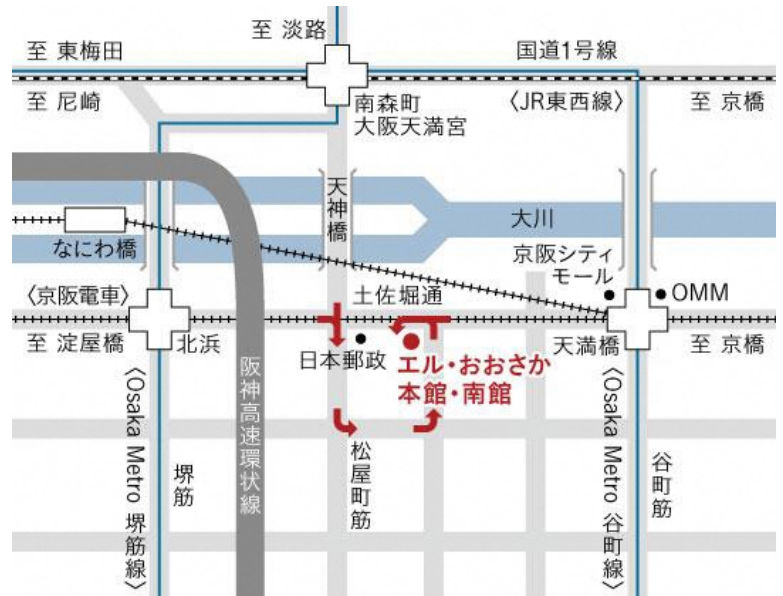 至 淡路
至 東梅田
国道1号線
至 尼崎
南森町
大阪天満宮
〈JR東西線〉
至 京橋
天神橋
大川
なにわ橋
京阪シティ
モール
〈京阪電車〉
土佐堀通
OMM
至 淀屋橋
北浜
日本郵政
エル・おおさか
本館・南館
天満橋
至 京橋
阪神高速環状線
〈Osaka Metro 堺筋線〉
堺筋
松屋町筋
〈Osaka Metro 谷町線〉
谷町筋